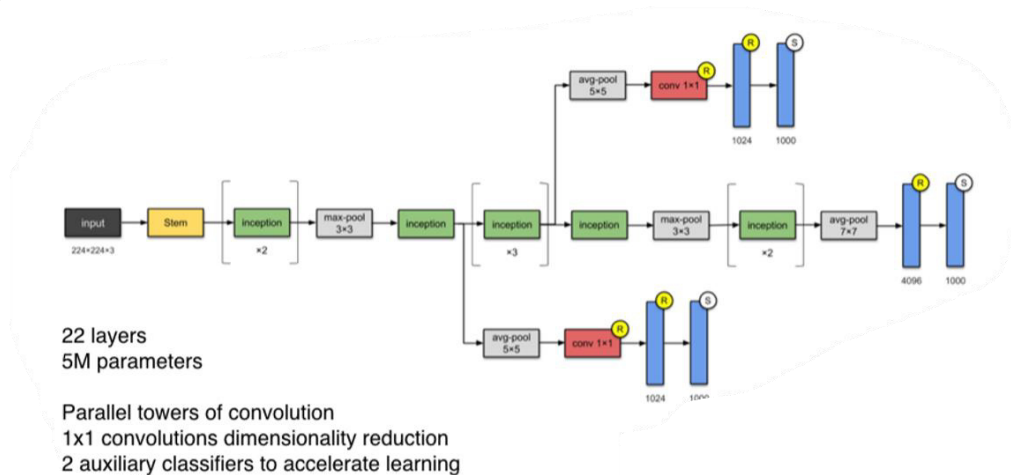 R
S
avg-pool
5×5
conv 1×1
R
1024
1000
input
224×224×3
Stem
inception
×2
max-pool
3×3
inception
inception
×3
inception
max-pool
3×3
inception
×2
avg-pool
7×7
R
S
4096
1000
avg-pool
5×5
conv 1×1
R
R
S
1024
1000
22 layers
5M parameters
Parallel towers of convolution
1x1 convolutions dimensionality reduction
2 auxiliary classifiers to accelerate learning